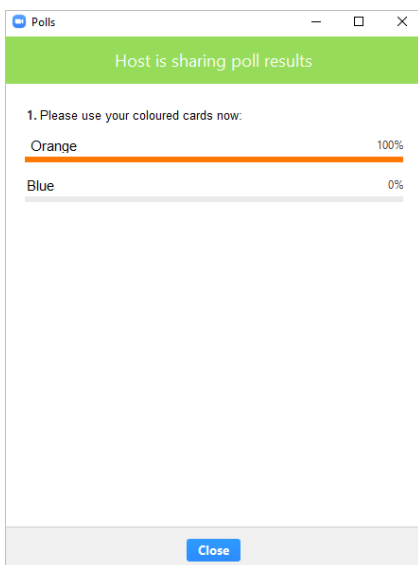 Polls
Host is sharing poll results
1. Please use your coloured cards now:
Orange 100%
Blue 0%
Close